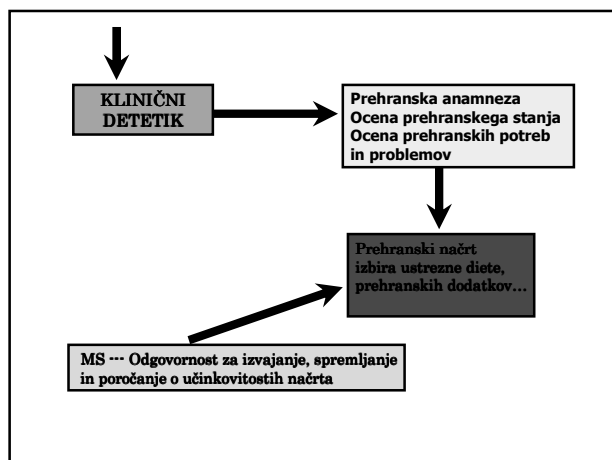 KLINIČNI
DETETIK
Prehranska anamneza
Ocena prehranskega stanja
Ocena prehranskih potreb
in problemov
Prehranski načrt
izbira ustrezne diete,
prehranskih dodatkov…
MS --- Odgovornost za izvajanje, spremljanje
in poročanje o učinkovitostih načrta